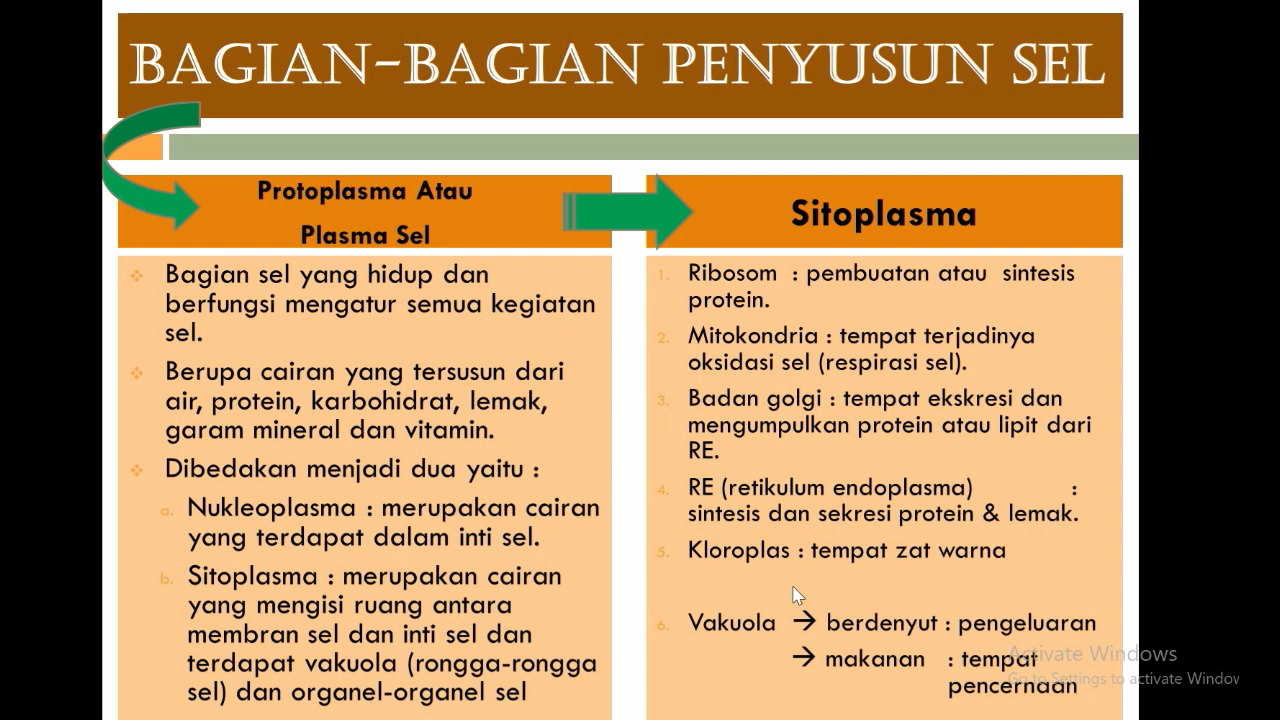 BAGIAN-BAGIAN PENYUSUN SEL
Protoplasma Atau
Plasma Sel
❖ Bagian sel yang hidup dan
berfungsi mengatur semua kegiatan
sel.
❖ Berupa cairan yang tersusun dari
air, protein, karbohidrat, lemak,
garam mineral dan vitamin.
❖ Dibedakan menjadi dua yaitu :
a. Nukleoplasma : merupakan cairan
yang terdapat dalam inti sel.
b. Sitoplasma : merupakan cairan
yang mengisi ruang antara
membran sel dan inti sel dan
terdapat vakuola (rongga-rongga
sel) dan organel-organel sel
Sitoplasma
1. Ribosom : pembuatan atau sintesis
protein.
2. Mitokondria : tempat terjadinya
oksidasi sel (respirasi sel).
3. Badan golgi : tempat ekskresi dan
mengumpulkan protein atau lipit dari
RE.
4. RE (retikulum endoplasma) :
sintesis dan sekresi protein & lemak.
5. Kloroplas : tempat zat warna
6. Vakuola → berdenyut : pengeluaran
→ makanan : tempat
pencernaan
Activate Windows
Go to Settings to activate Window